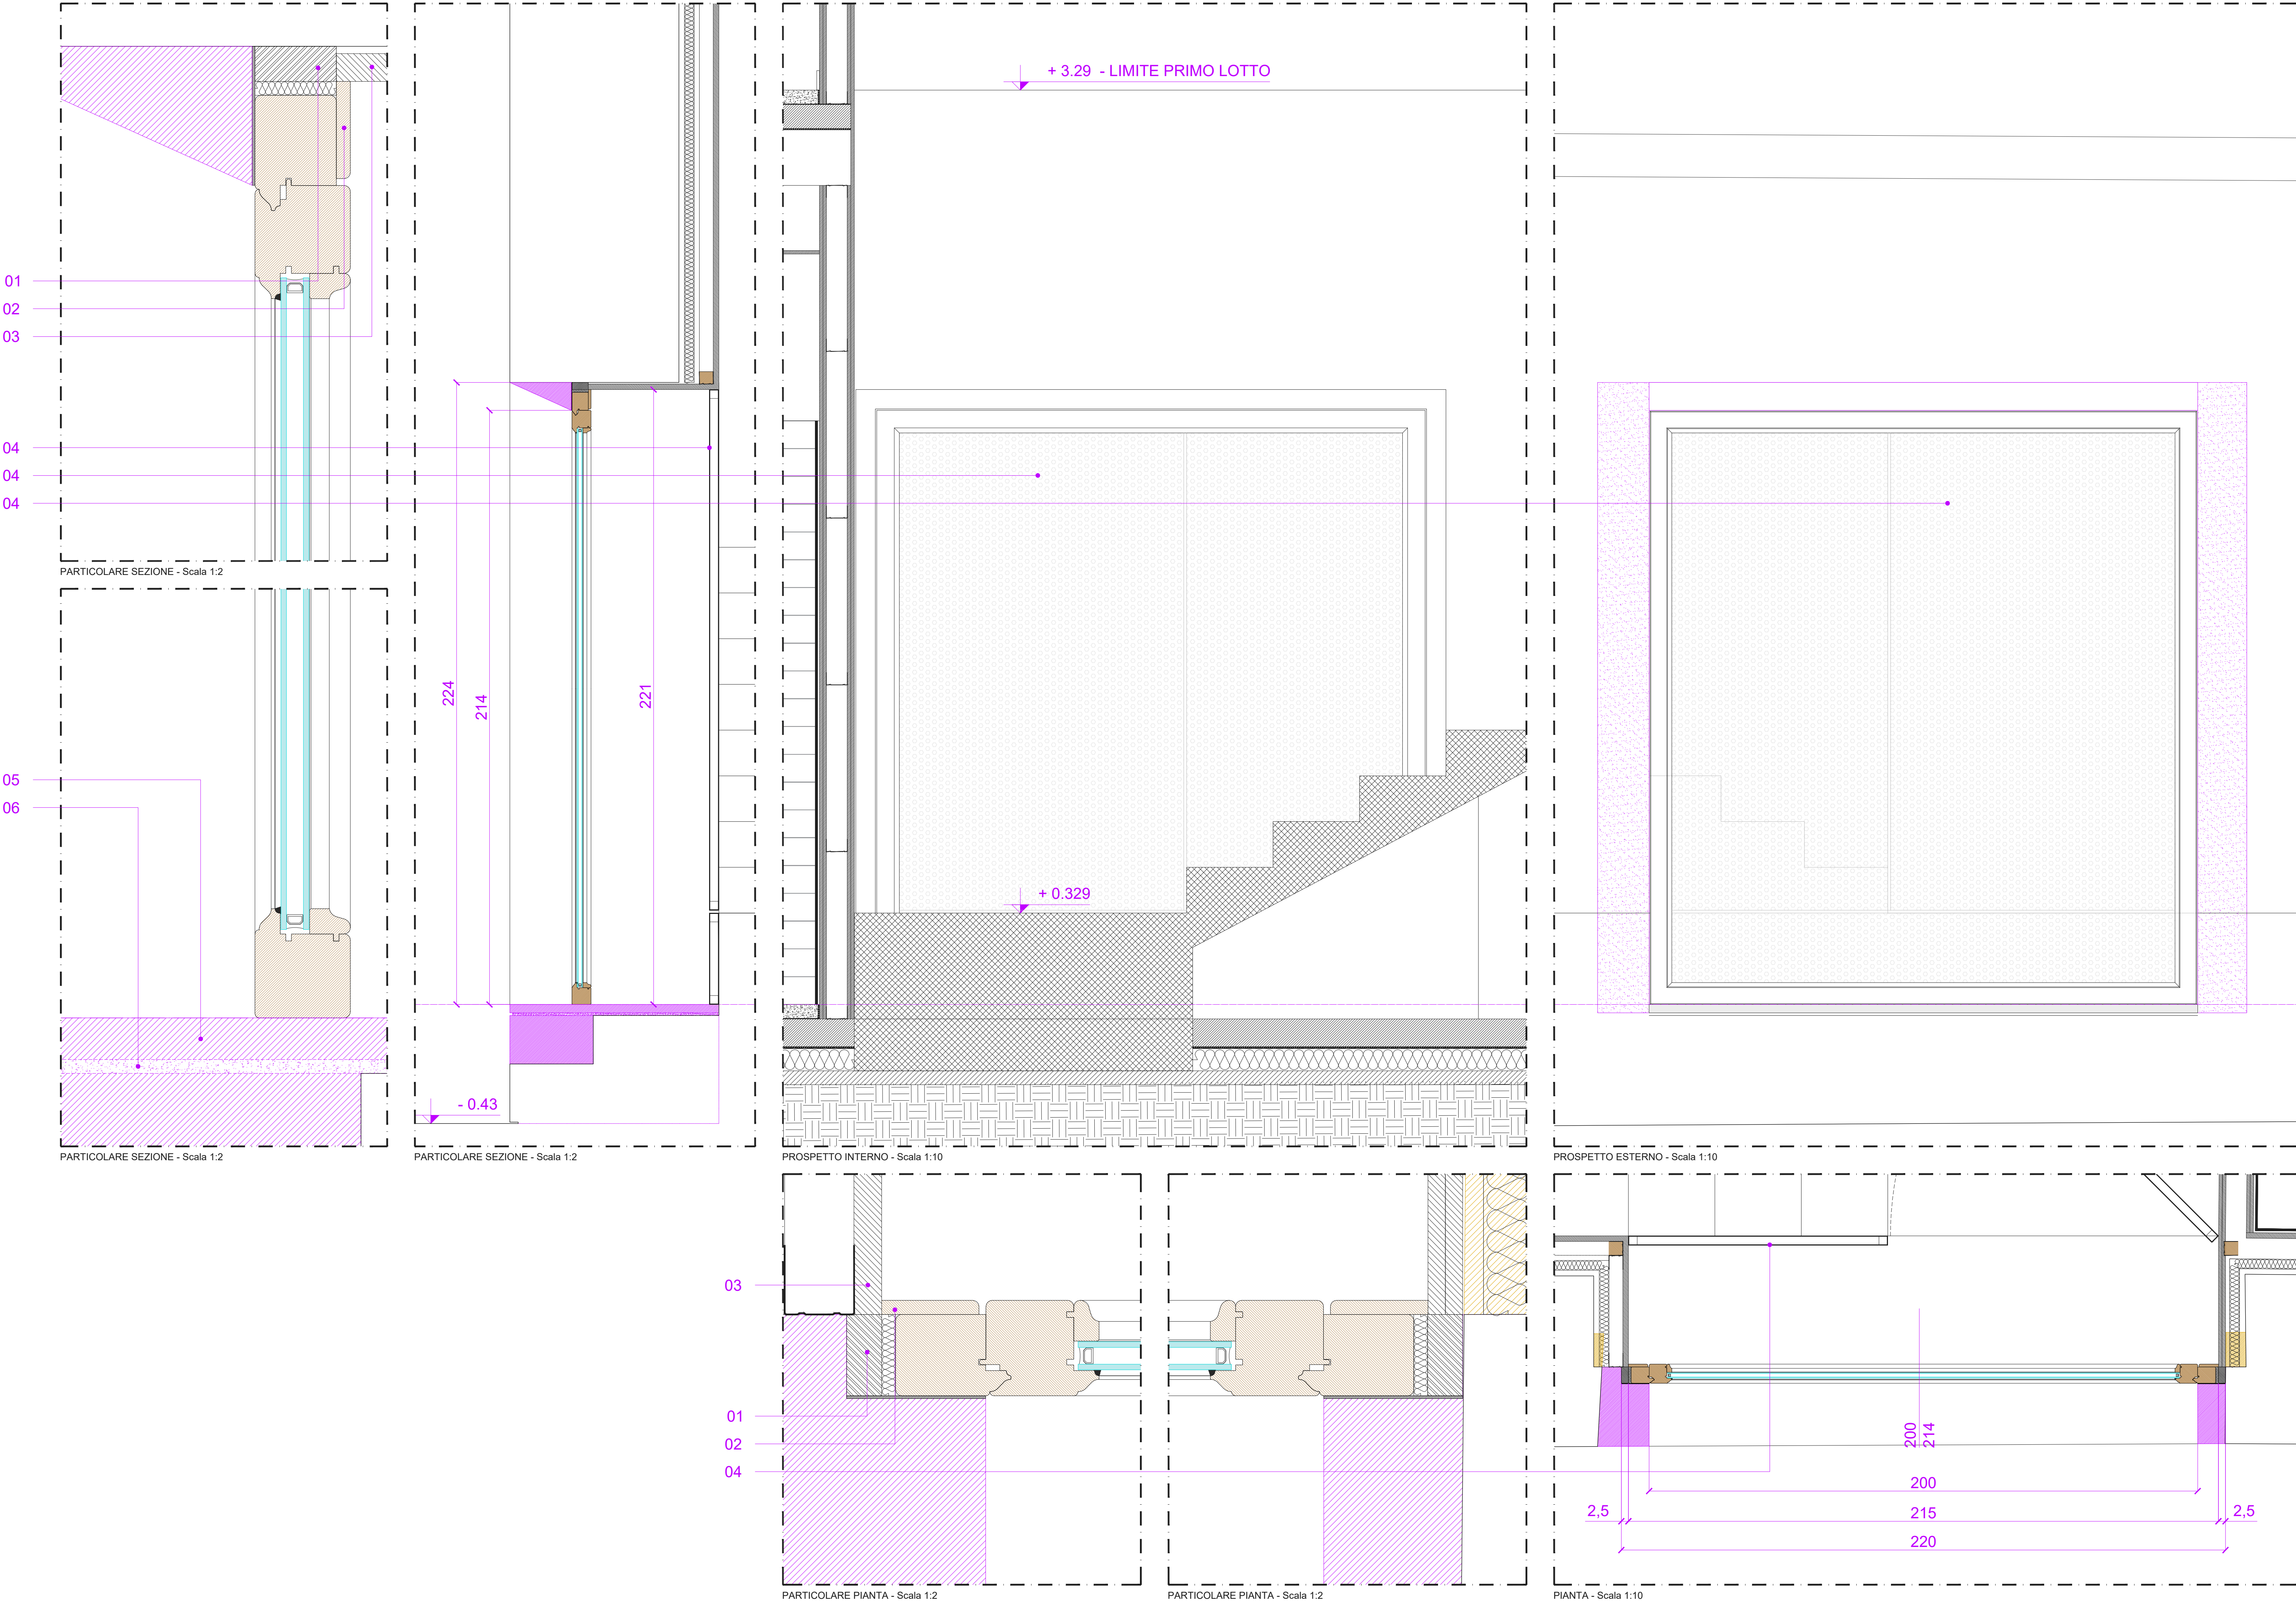 + 3.29 - LIMITE PRIMO LOTTO
01
02
03
04
04
04
PARTICOLARE SEZIONE - Scala 1:2
224
214
221
05
06
+ 0.329
- 0.43
PARTICOLARE SEZIONE - Scala 1:2
PARTICOLARE SEZIONE - Scala 1:2
PROSPETTO INTERNO - Scala 1:10
PROSPETTO ESTERNO - Scala 1:10
03
01
02
04
200
214
200
2,5
215
2,5
220
PARTICOLARE PIANTA - Scala 1:2
PARTICOLARE PIANTA - Scala 1:2
PIANTA - Scala 1:10